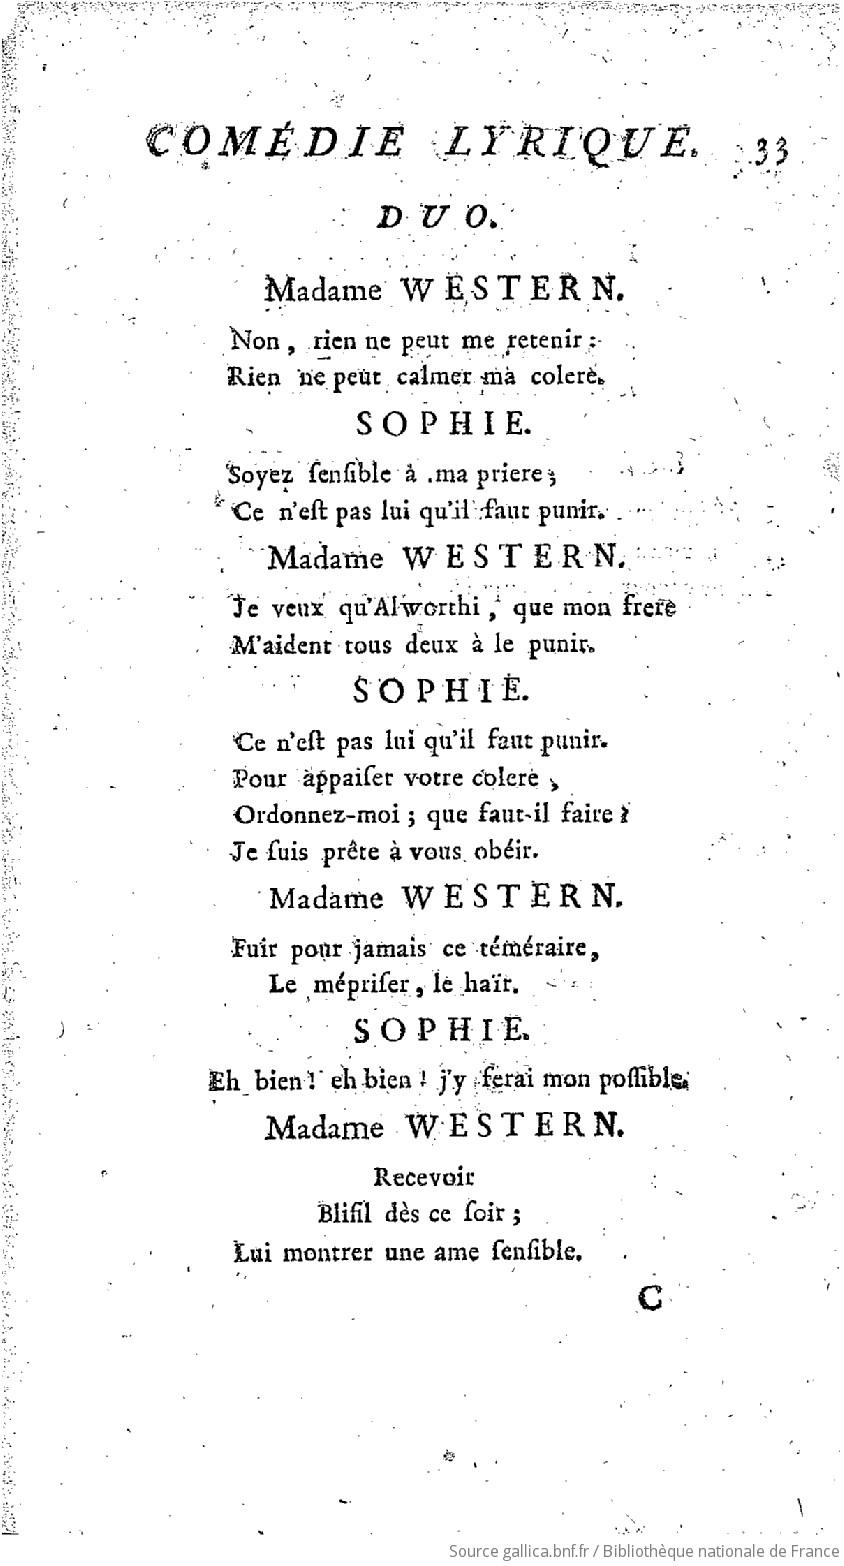 COMÉDIE LYRIQUE. 33
DUO.
Madame WESTERN.
Non, rien ne peut me retenir :
Rien ne peut calmer ma colere.
SOPHIE.
Soyez ſenſible à ma priere ;
Ce n'eſt pas lui qu'il faut punir.
Madame WESTERN.
Je veux qu'Alworthi, que mon frere
M'aident tous deux à le punir.
SOPHIE.
Ce n'eſt pas lui qu'il faut punir.
Pour appaiſer votre colere,
Ordonnez-moi ; que faut-il faire ?
Je ſuis prête à vous obéir.
Madame WESTERN.
Fuir pour jamais ce téméraire,
Le mépriſer, le haïr.
SOPHIE.
Eh bien ! eh bien ! j'y ferai mon poſſible.
Madame WESTERN.
Recevoir
Bliſil dès ce ſoir ;
Lui montrer une ame ſenſible.
C
Source gallica.bnf.fr / Bibliothèque nationale de France